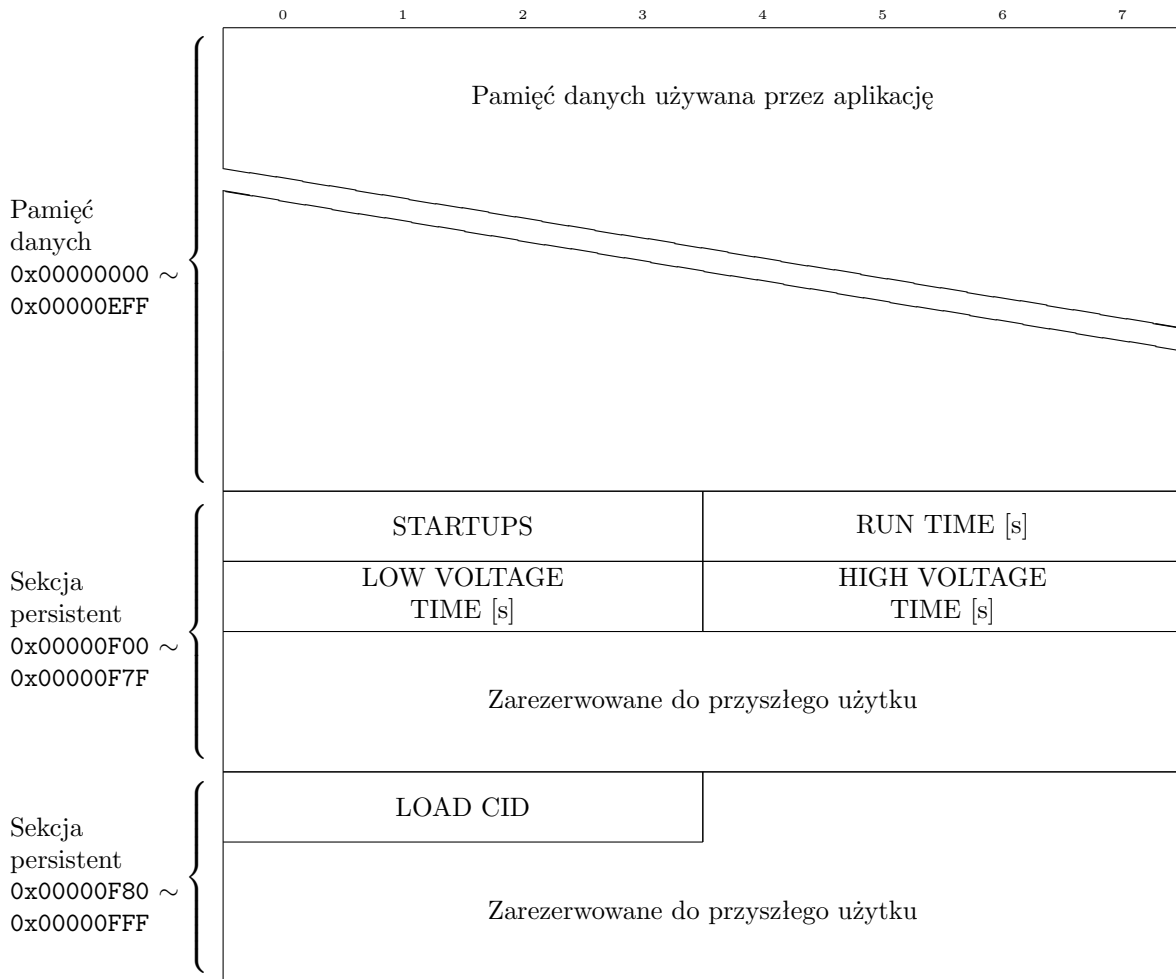 0 1 2 3 4 5 6 7
Pamięć danych używana przez aplikację
Pamięć
danych
0x00000000 ∼
0x00000EFF
STARTUPS
RUN TIME [s]
LOW VOLTAGE
TIME [s]
HIGH VOLTAGE
TIME [s]
Sekcja
persistent
0x00000F00 ∼
0x00000F7F
Zarezerwowane do przyszłego użytku
LOAD CID
Sekcja
persistent
0x00000F80 ∼
0x00000FFF
Zarezerwowane do przyszłego użytku